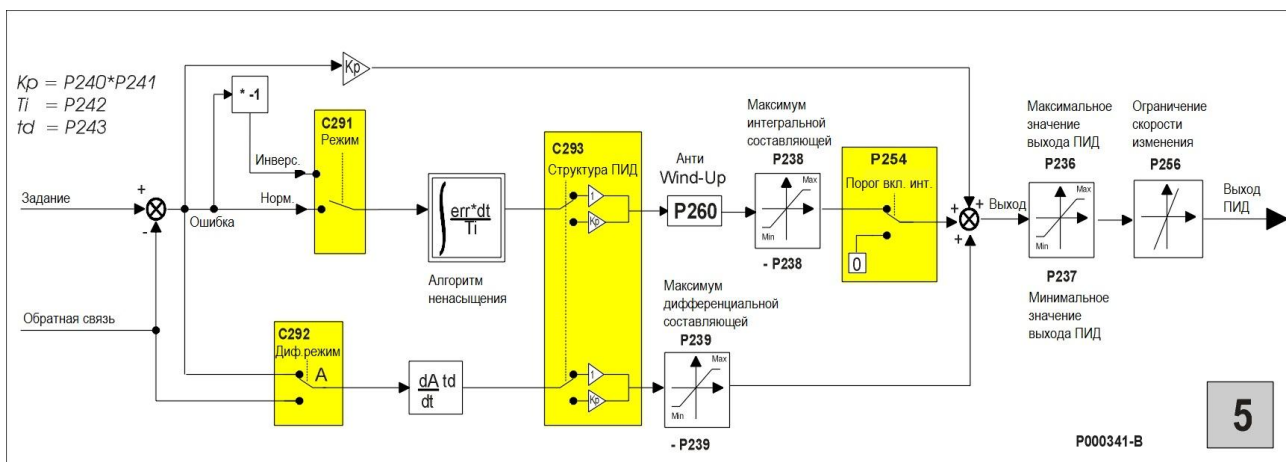 Kp = P240*P241
Ti = P242
td = P243
Kp
* -1
C291
Режим
Инверс.
Норм.
Задание
+
-
Ошибка
Обратная связь
err*dt
Ti
Алгоритм
ненасыщения
C292
Диф.режим
A
dA
dt
td
C293
Структура ПИД
1
Kp
1
Kp
Анти
Wind-Up
P260
Максимум
интегральной
составляющей
P238
Max
Min
- P238
Максимум
дифференциальной
составляющей
P239
Max
Min
- P239
P254
Порог вкл. инт.
0
+
+
+
Выход
Максимальное
значение
выхода ПИД
P236
Max
Min
P237
Минимальное
значение
выхода ПИД
Ограничение
скорости
изменения
P256
Выход
ПИД
P000341-B
5